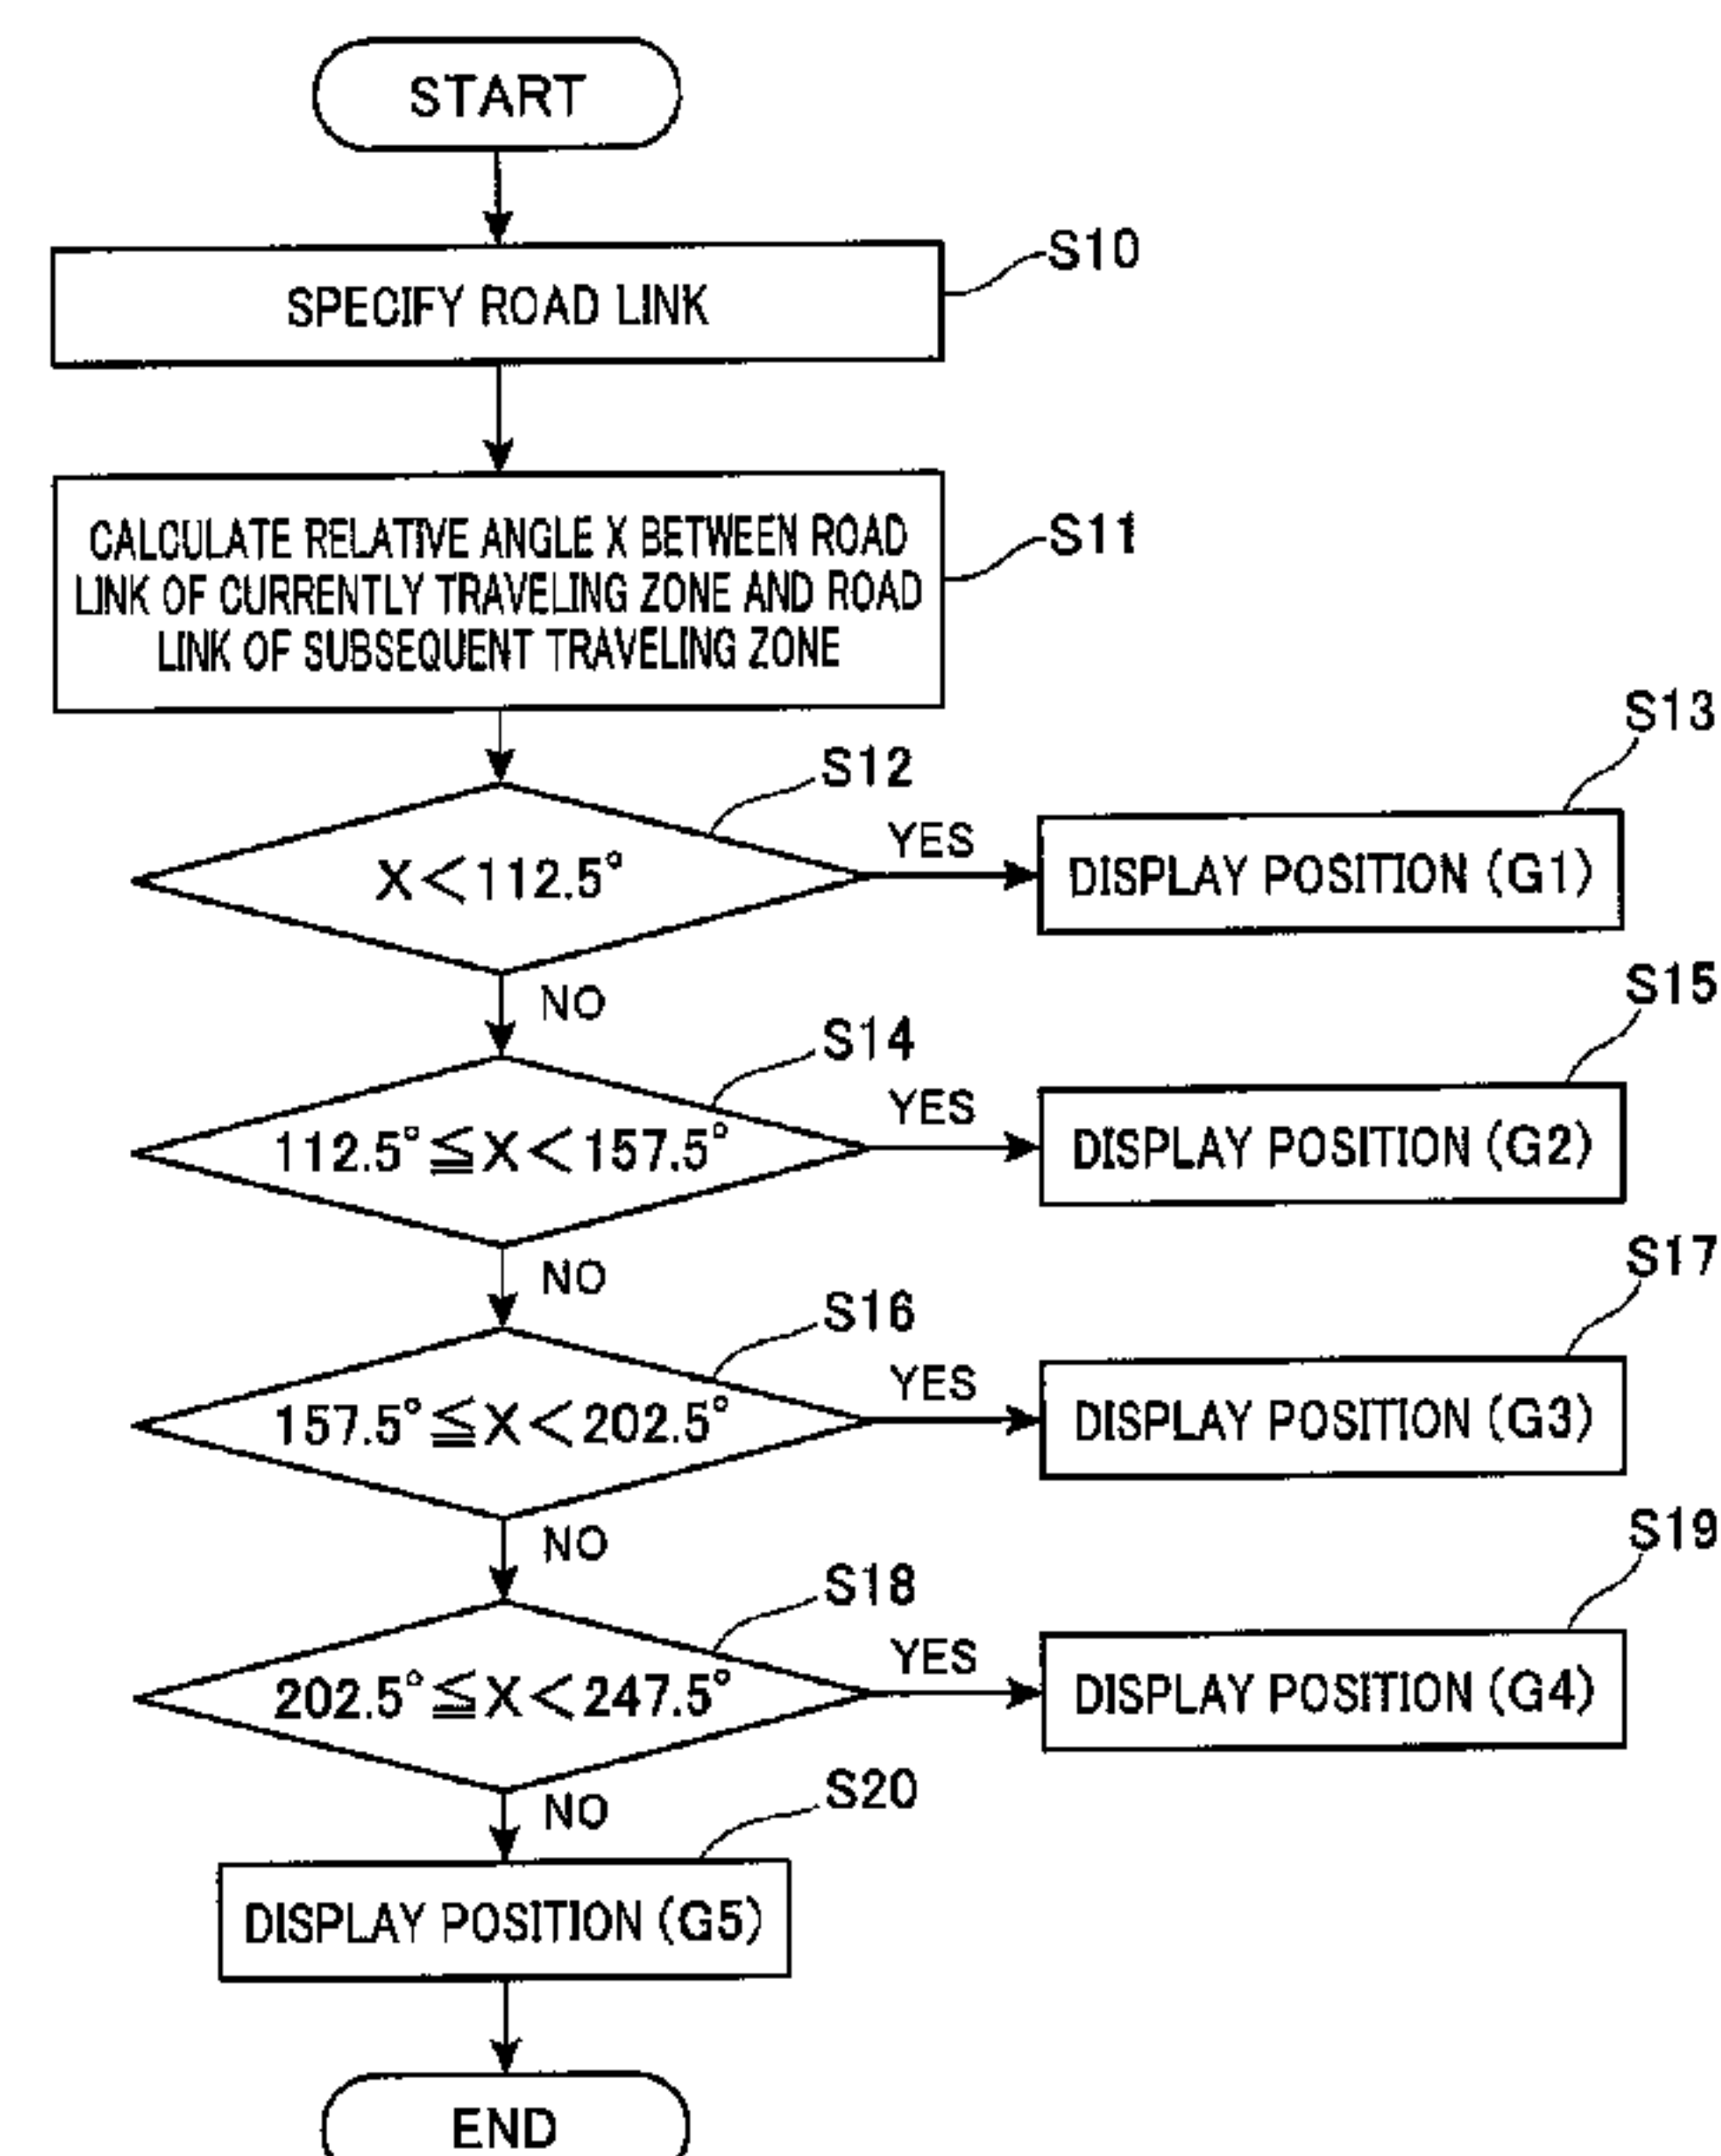 START
S10
SPECIFY ROAD LINK
S11
CALCULATE RELATIVE ANGLE X BETWEEN ROAD
LINK OF CURRENTLY TRAVELING ZONE AND ROAD
LINK OF SUBSEQUENT TRAVELING ZONE
S12
S13
X<112.5°
YES
DISPLAY POSITION (G1)
NO
S14
S15
112.5°≦X<157.5°
YES
DISPLAY POSITION (G2)
NO
S16
S17
157.5°≦X<202.5°
YES
DISPLAY POSITION (G3)
NO
S18
S19
202.5°≦X<247.5°
YES
DISPLAY POSITION (G4)
NO
S20
DISPLAY POSITION (G5)
END